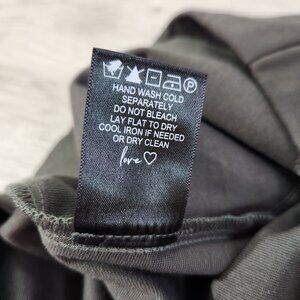 HAND WASH COLD
SEPARATELY
DO NOT BLEACH
LAY FLAT TO DRY
COOL IRON IF NEEDED
OR DRY CLEAN
love